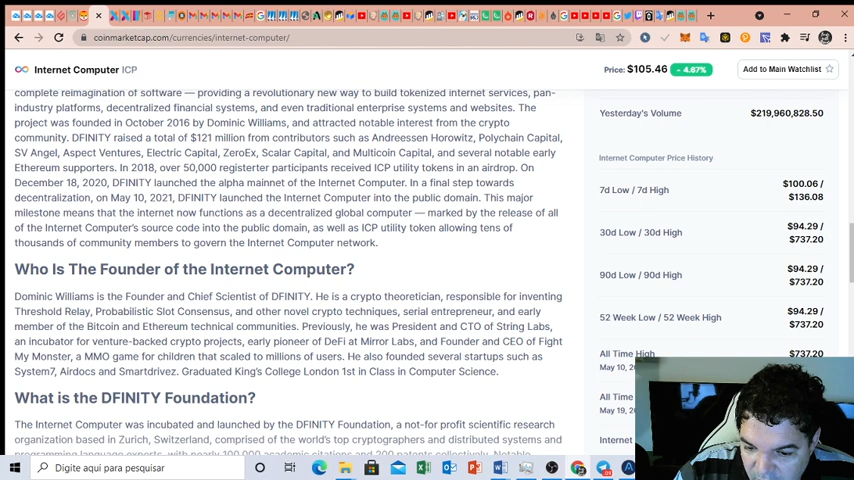 coinmarketcap.com/currencies/internet-computer/
Internet Computer ICP
Price: $105.46
4.67%
Add to Main Watchlist
complete reimagination of software — providing a revolutionary new way to build tokenized internet services, pan-
industry platforms, decentralized financial systems, and even traditional enterprise systems and websites. The
project was founded in October 2016 by Dominic Williams, and attracted notable interest from the crypto
community. DFINITY raised a total of $121 million from contributors such as Andreessen Horowitz, Polychain Capital,
SV Angel, Aspect Ventures, Electric Capital, ZeroEx, Scalar Capital, and Multicoin Capital, and several notable early
Ethereum supporters. In 2018, over 50,000 registerter participants received ICP utility tokens in an airdrop. On
December 18, 2020, DFINITY launched the alpha mainnet of the Internet Computer. In a final step towards
decentralization, on May 10, 2021, DFINITY launched the Internet Computer into the public domain. This major
milestone means that the internet now functions as a decentralized global computer — marked by the release of all
of the Internet Computer's source code into the public domain, as well as ICP utility token allowing tens of
thousands of community members to govern the Internet Computer network.
Who Is The Founder of the Internet Computer?
Dominic Williams is the Founder and Chief Scientist of DFINITY. He is a crypto theoretician, responsible for inventing
Threshold Relay, Probabilistic Slot Consensus, and other novel crypto techniques, serial entrepreneur, and early
member of the Bitcoin and Ethereum technical communities. Previously, he was President and CTO of String Labs,
an incubator for venture-backed crypto projects, early pioneer of DeFi at Mirror Labs, and Founder and CEO of Fight
My Monster, a MMO game for children that scaled to millions of users. He also founded several startups such as
System7, Airdocs and Smartdrivez. Graduated King's College London 1st in Class in Computer Science.
What is the DFINITY Foundation?
The Internet Computer was incubated and launched by the DFINITY Foundation, a not-for profit scientific research
organization based in Zurich, Switzerland, comprised of the world's top cryptographers and distributed systems and
programming language experts, with nearly 100,000 academic citations and 200 patents collectively. Notable
Yesterday's Volume
$219,960,828.50
Internet Computer Price History
7d Low / 7d High
$100.06 /
$136.08
30d Low / 30d High
$94.29 /
$737.20
90d Low / 90d High
$94.29 /
$737.20
52 Week Low / 52 Week High
$94.29 /
$737.20
All Time High
$737.20
May 10, 20
All Time
May 19, 20
Internet
Digite aqui para pesquisar